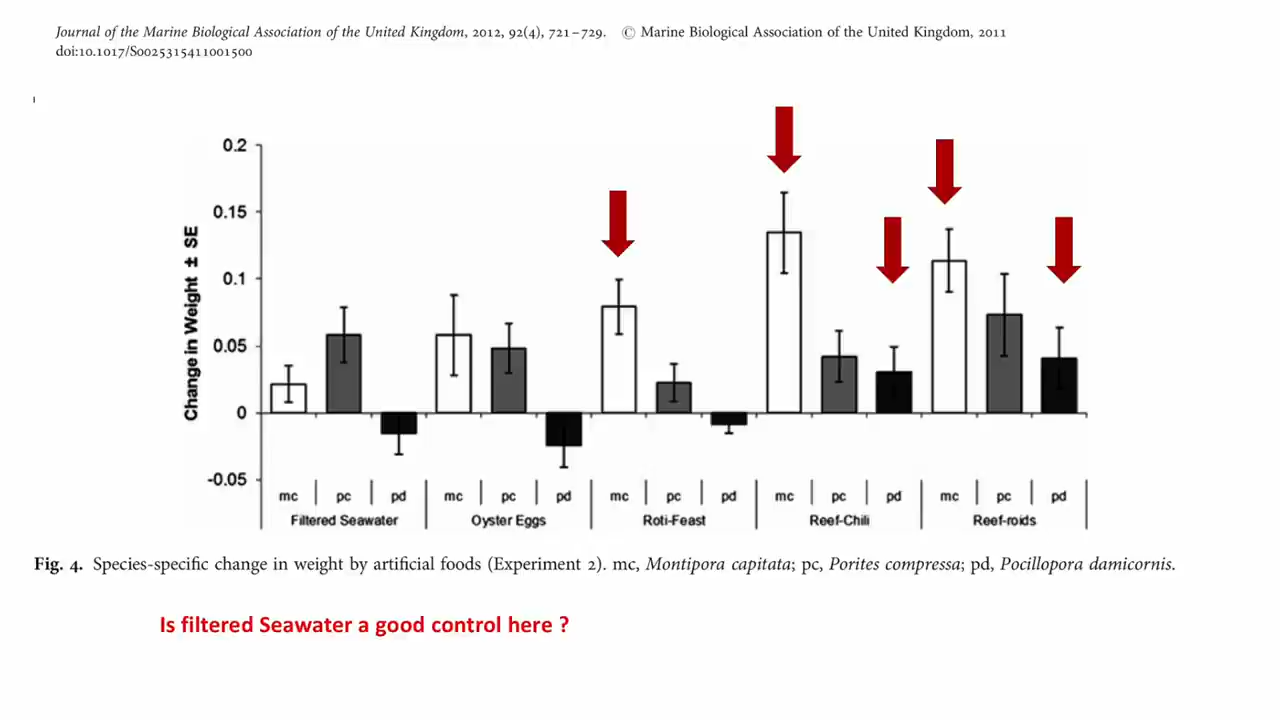 Journal of the Marine Biological Association of the United Kingdom, 2012, 92(4), 721–729. © Marine Biological Association of the United Kingdom, 2011
doi:10.1017/S0025315411001500
0.2
0.15
0.1
0.05
0
-0.05
Change in Weight ± SE
mc pc pd mc pc pd mc pc pd mc pc pd mc pc pd
Filtered Seawater Oyster Eggs Roti-Feast Reef-Chili Reef-roids
Fig. 4. Species-specific change in weight by artificial foods (Experiment 2). mc, Montipora capitata; pc, Porites compressa; pd, Pocillopora damicornis.
Is filtered Seawater a good control here ?